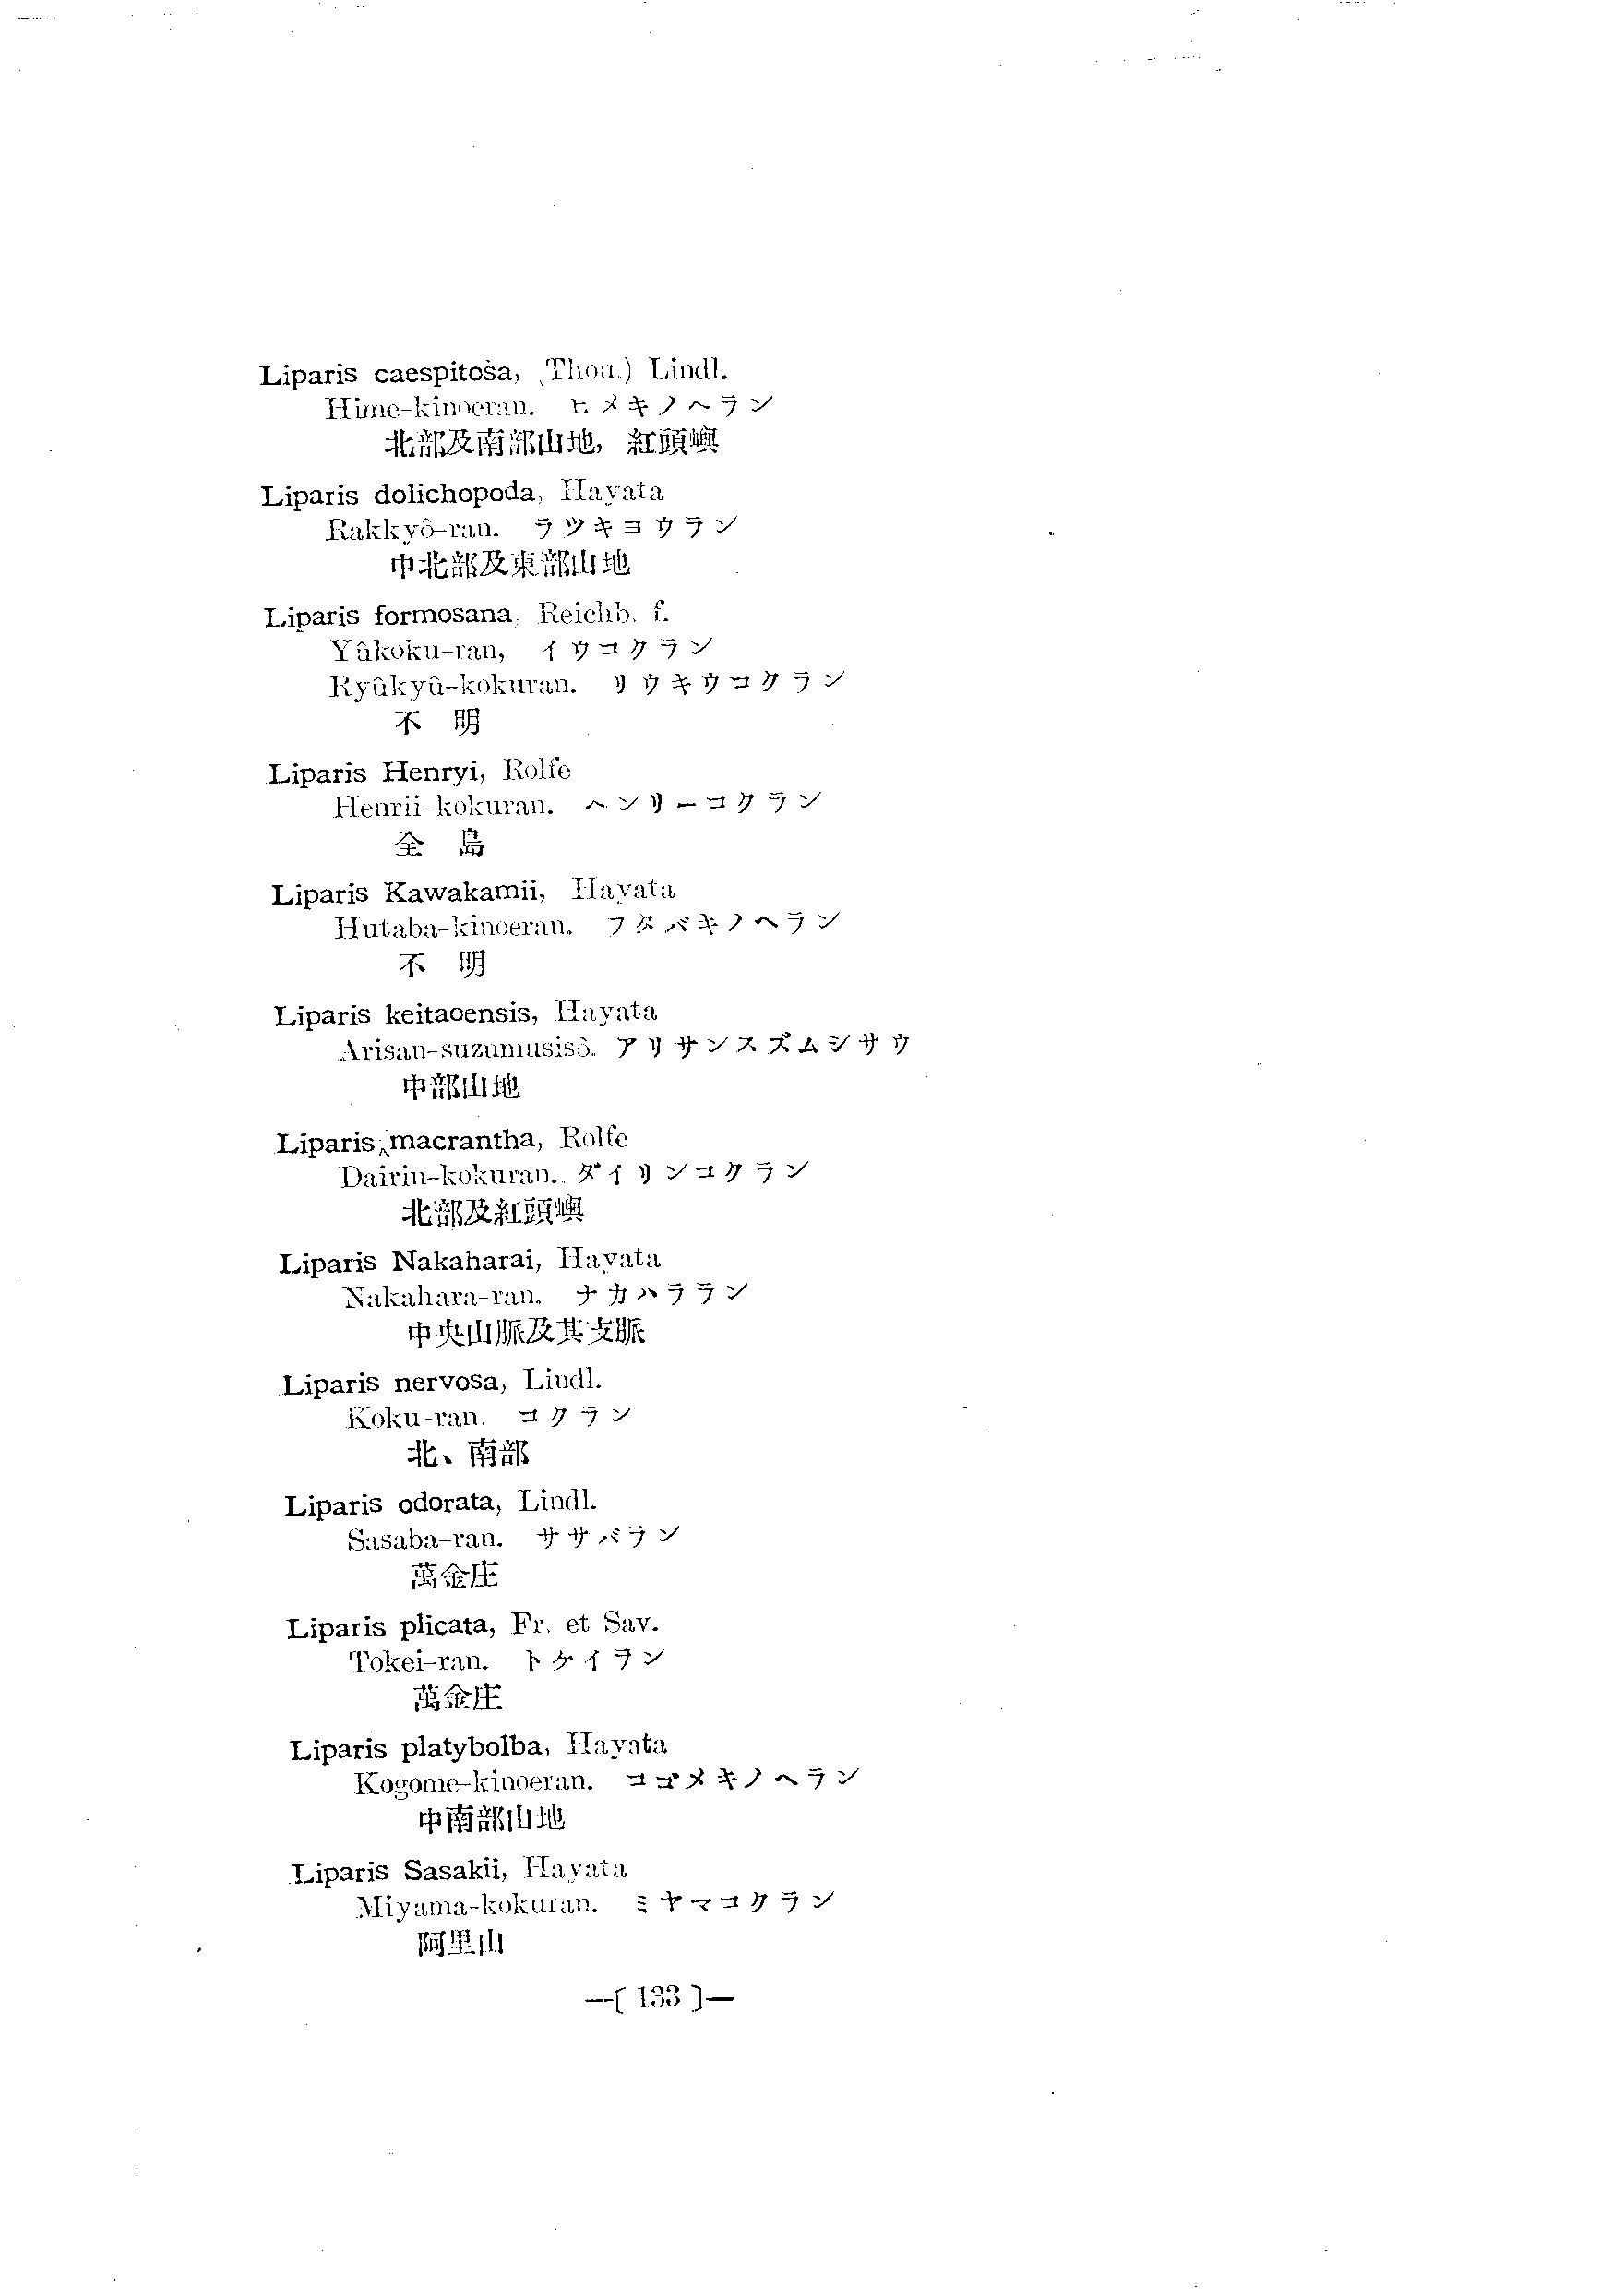 Liparis caespitosa, (Thou.) Lindl.
Hime-kinoeran. ヒメキノヘラン
北部及南部山地, 紅頭嶼
Liparis dolichopoda, Hayata
Rakkyô-ran. ラツキヨウラン
中北部及東部山地
Liparis formosana, Reichb. f.
Yûkoku-ran, イウコクラン
Ryûkyû-kokuran. リウキウコクラン
不 明
Liparis Henryi, Rolfe
Henrii-kokuran. ヘンリーコクラン
全 島
Liparis Kawakamii, Hayata
Hutaba-kinoeran. フタバキノヘラン
不 明
Liparis keitaoensis, Hayata
Arisan-suzumusisô. アリサンスズムシサウ
中部山地
Liparis macrantha, Rolfe
Dairin-kokuran. ダイリンコクラン
北部及紅頭嶼
Liparis Nakaharai, Hayata
Nakahara-ran. ナカハララン
中央山脈及其支脈
Liparis nervosa, Lindl.
Koku-ran. コクラン
北、南部
Liparis odorata, Lindl.
Sasaba-ran. ササバラン
萬金庄
Liparis plicata, Fr. et Sav.
Tokei-ran. トケイラン
萬金庄
Liparis platybolba, Hayata
Kogome-kinoeran. コゴメキノヘラン
中南部山地
Liparis Sasakii, Hayata
Miyama-kokuran. ミヤマコクラン
阿里山
—[ 133 ]—